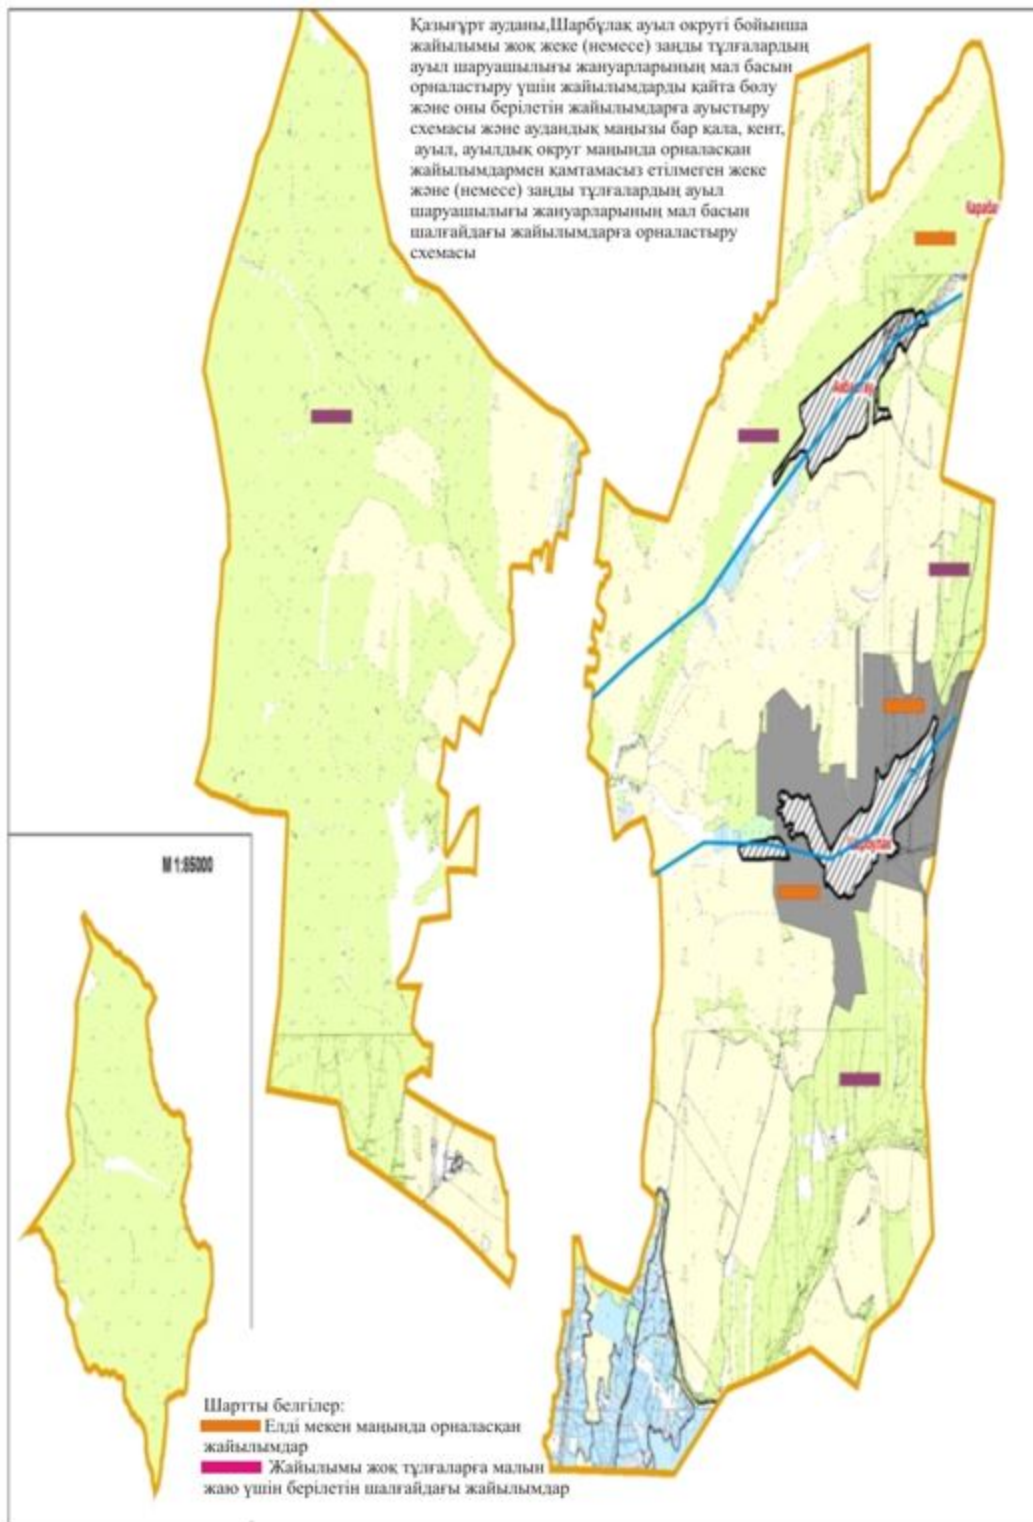 Қазығұрт ауданы,Шарбұлақ ауыл округі бойынша
жайылымы жоқ жеке (немесе) заңды тұлғалардың
ауыл шаруашылығы жануарларының мал басын
орналастыру үшін жайылымдарды қайта бөлу
және оны берілетін жайылымдарға ауыстыру
схемасы және аудандық маңызы бар қала, кент,
ауыл, ауылдық округ маңында орналасқан
жайылымдармен қамтамасыз етілмеген жеке
және (немесе) заңды тұлғалардың ауыл
шаруашылығы жануарларының мал басын
шалғайдағы жайылымдарға орналастыру
схемасы
М 1:85000
Шартты белгілер:
Елді мекен маңында орналасқан
жайылымдар
Жайылымы жоқ тұлғаларға малын
жаю үшін берілетін шалғайдағы жайылымдар